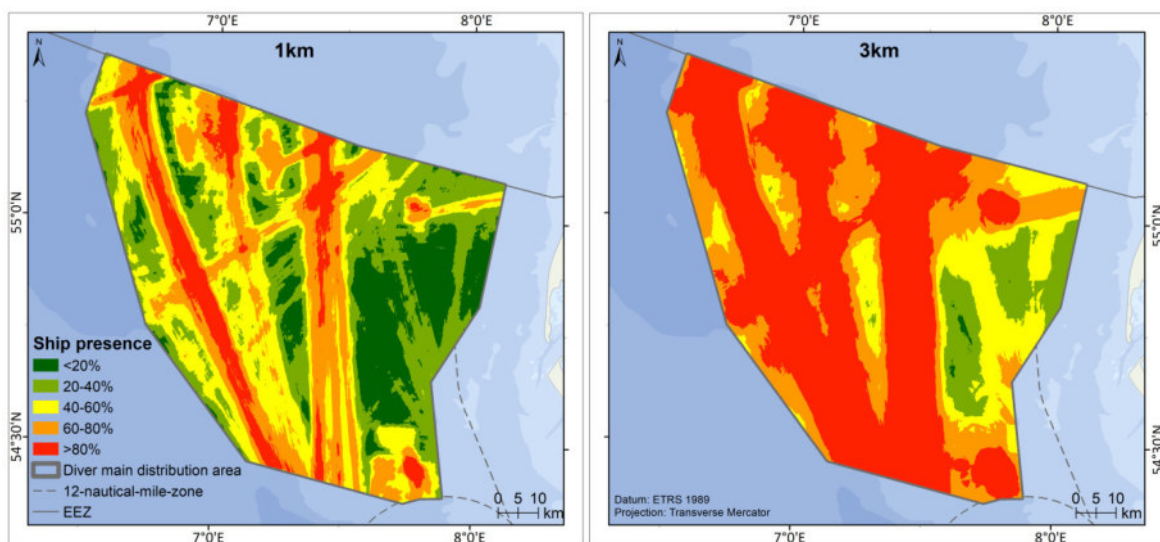 7°0'E
8°0'E
N
1km
55°0'N
54°30'N
Ship presence
<20%
20-40%
40-60%
60-80%
>80%
Diver main distribution area
12-nautical-mile-zone
EEZ
0 5 10
km
7°0'E
8°0'E
7°0'E
8°0'E
N
3km
55°0'N
54°30'N
Datum: ETRS 1989
Projection: Transverse Mercator
0 5 10
km
7°0'E
8°0'E